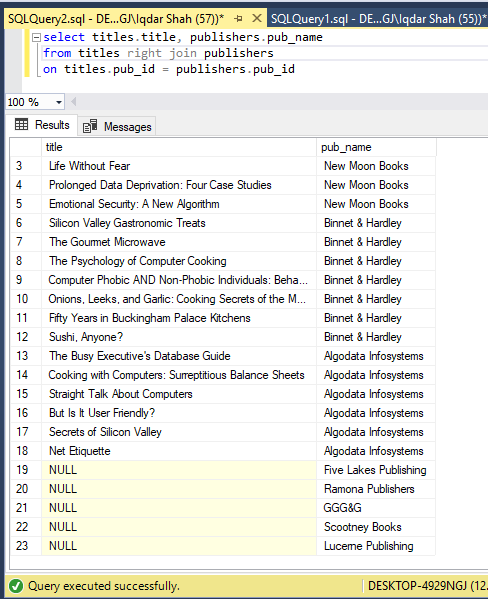 SQLQuery2.sql - DE...GJ\Iqdar Shah (57))* SQLQuery1.sql - DE...GJ\Iqdar Shah (55))*
select titles.title, publishers.pub_name
from titles right join publishers
on titles.pub_id = publishers.pub_id
100 %
Results Messages
title pub_name
3 Life Without Fear New Moon Books
4 Prolonged Data Deprivation: Four Case Studies New Moon Books
5 Emotional Security: A New Algorithm New Moon Books
6 Silicon Valley Gastronomic Treats Binnet & Hardley
7 The Gourmet Microwave Binnet & Hardley
8 The Psychology of Computer Cooking Binnet & Hardley
9 Computer Phobic AND Non-Phobic Individuals: Beha... Binnet & Hardley
10 Onions, Leeks, and Garlic: Cooking Secrets of the M... Binnet & Hardley
11 Fifty Years in Buckingham Palace Kitchens Binnet & Hardley
12 Sushi, Anyone? Binnet & Hardley
13 The Busy Executive's Database Guide Algodata Infosystems
14 Cooking with Computers: Surreptitious Balance Sheets Algodata Infosystems
15 Straight Talk About Computers Algodata Infosystems
16 But Is It User Friendly? Algodata Infosystems
17 Secrets of Silicon Valley Algodata Infosystems
18 Net Etiquette Algodata Infosystems
19 NULL Five Lakes Publishing
20 NULL Ramona Publishers
21 NULL GGG&G
22 NULL Scootney Books
23 NULL Lucerne Publishing
Query executed successfully. DESKTOP-4929NGJ (12.